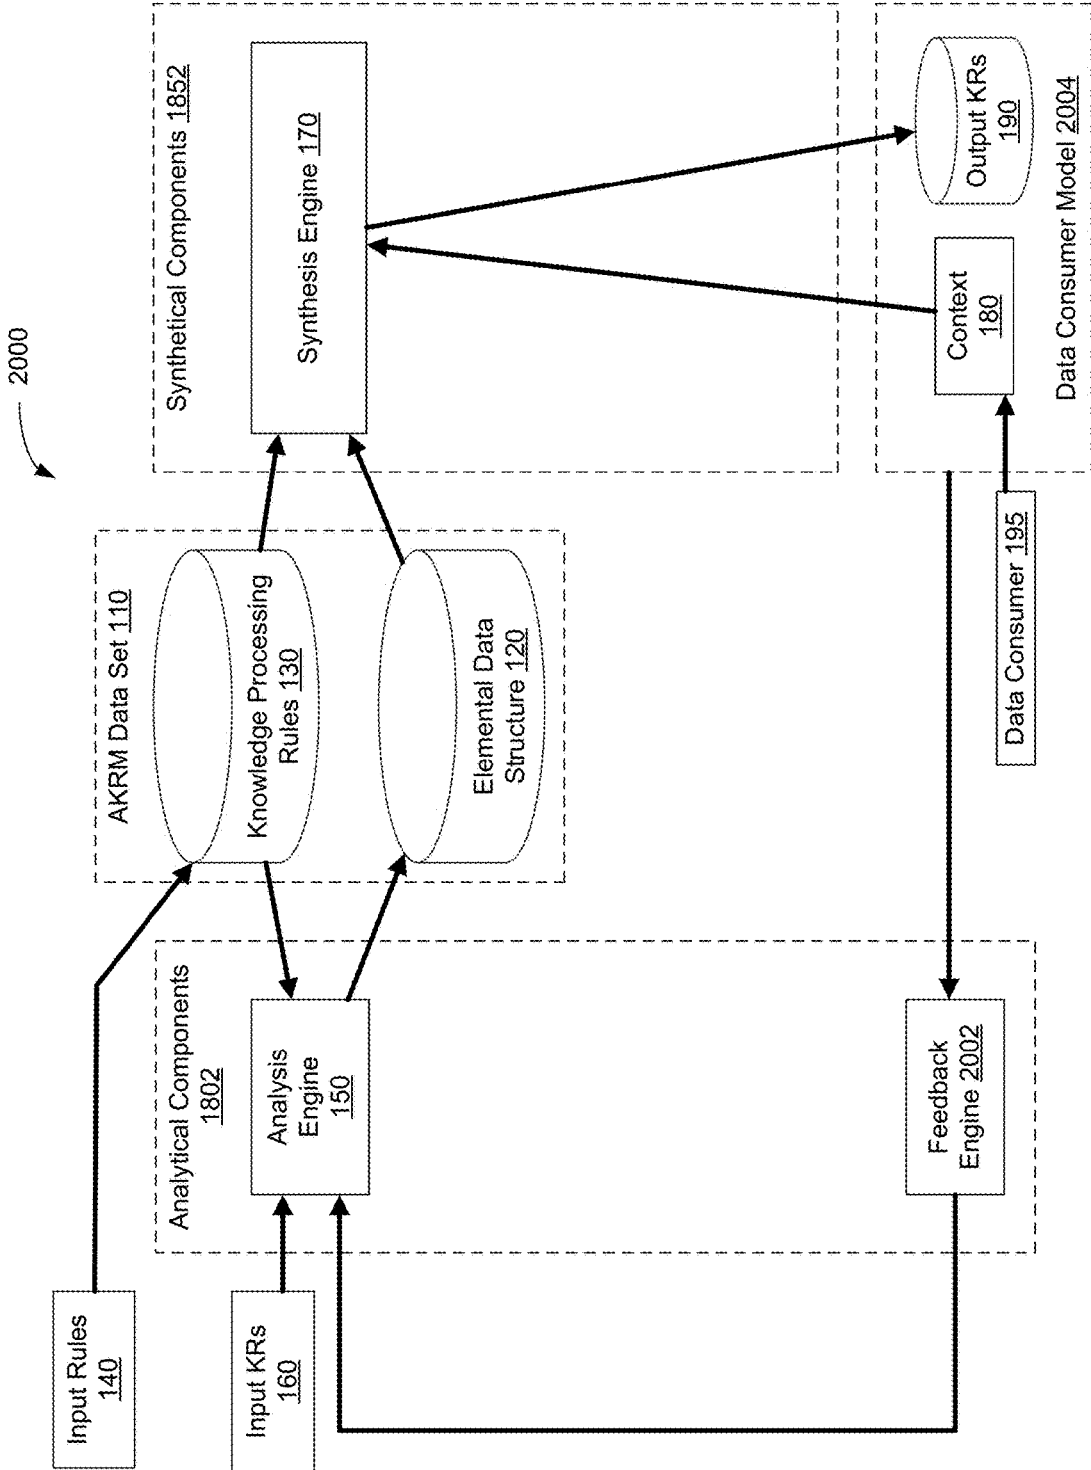 2000
Input Rules
140
Input KRs
160
Analytical Components
1802
Analysis
Engine
150
Feedback
Engine 2002
AKRM Data Set 110
Knowledge Processing
Rules 130
Elemental Data
Structure 120
Synthetical Components 1852
Synthesis Engine 170
Data Consumer 195
Context
180
Output KRs
190
Data Consumer Model 2004